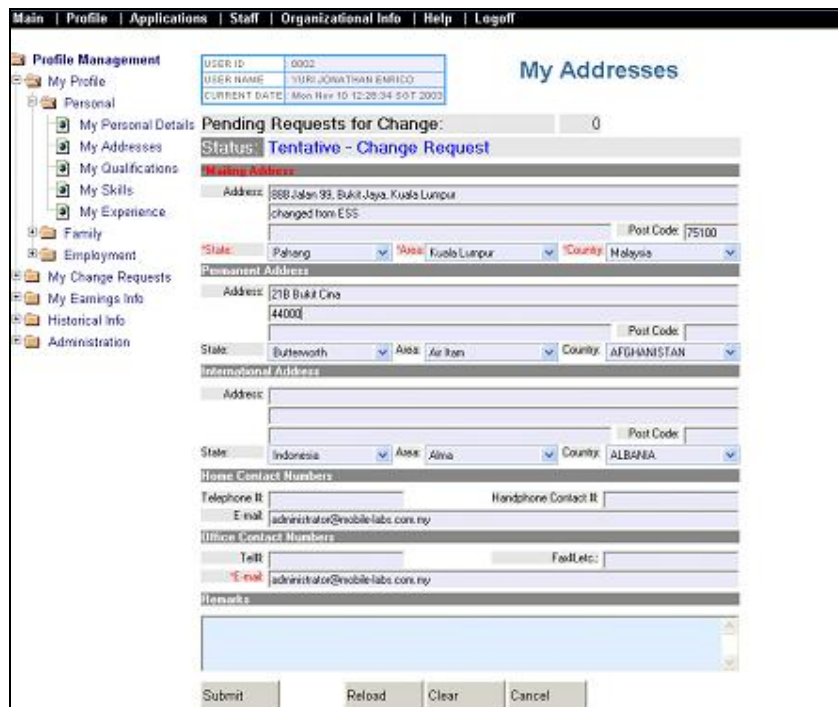 Main | Profile | Applications | Staff | Organizational Info | Help | Logoff
Profile Management
My Profile
Personal
My Personal Details
My Addresses
My Qualifications
My Skills
My Experience
Family
Employment
My Change Requests
My Earnings Info
Historical Info
Administration
USER ID : 0002
USER NAME : YURI JONATHAN ENRICO
CURRENT DATE : Mon Nov 10 12:28:34 SGT 2003
My Addresses
Pending Requests for Change: 0
Status: Tentative - Change Request
*Mailing Address
Address: 888 Jalan 99, Bukit Jaya, Kuala Lumpur
changed from ESS
Post Code: 75100
*State: Pahang *Area: Kuala Lumpur *Country: Malaysia
Permanent Address
Address: 21B Bukit Cina
44000
Post Code:
State: Butterworth Area: Air Itam Country: AFGHANISTAN
International Address
Address:
Post Code:
State: Indonesia Area: Alma Country: ALBANIA
Home Contact Numbers
Telephone #: Handphone Contact #:
E-mail: administrator@mobile-labs.com.my
Office Contact Numbers
Tel#: Fax#,etc.:
*E-mail: administrator@mobile-labs.com.my
Remarks
Submit Reload Clear Cancel